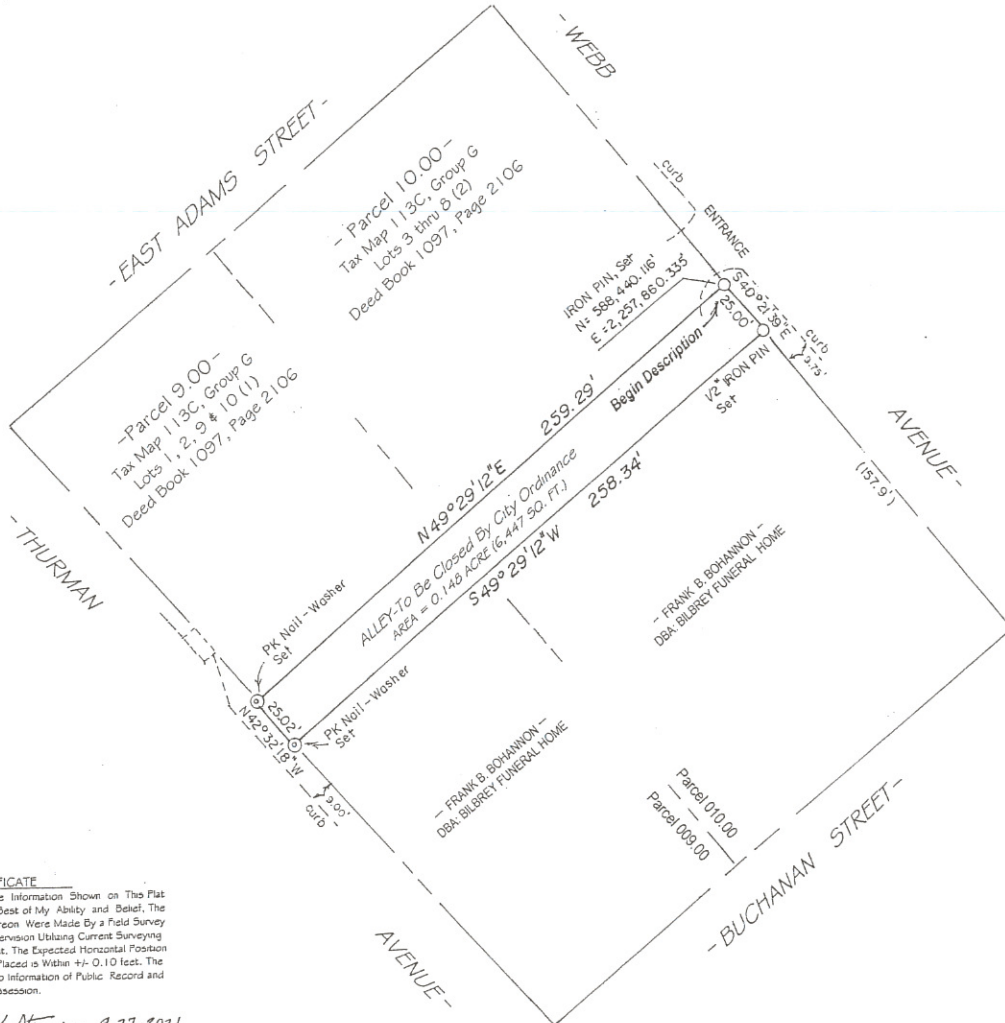 - WEBB
AVENUE -
- EAST ADAMS STREET -
- Parcel 10.00 -
Tax Map 113C, Group G
Lots 3 thru 8 (2)
Deed Book 1097, Page 2106
- Parcel 9.00 -
Tax Map 113C, Group G
Lots 1, 2, 9 & 10 (1)
Deed Book 1097, Page 2106
curb
ENTRANCE
IRON PIN, Set
N= 588,440.116'
E =2,257,860.335'
S40°21'39"E
25.00'
curb
9.75'
Begin Description
1/2" IRON PIN
Set
259.29'
N49°29'12"E
ALLEY-To Be Closed By City Ordinance
AREA = 0.148 ACRE (6,447 SQ. FT.)
258.34'
S49°29'12"W
(157.9')
- THURMAN
AVENUE -
PK Nail-Washer
Set
25.02'
N42°32'18"W
PK Nail-Washer
Set
9.00'
curb
- FRANK B. BOHANNON -
DBA: BILBREY FUNERAL HOME
- FRANK B. BOHANNON -
DBA: BILBREY FUNERAL HOME
Parcel 010.00
Parcel 009.00
- BUCHANAN STREET -
FICATE
e Information Shown on This Plat
Best of My Ability and Belief, The
reon Were Made By a Field Survey
ervision Utilizing Current Surveying
t. The Expected Horizontal Position
Placed is Within +/- 0.10 feet. The
o Information of Public Record and
ssession.